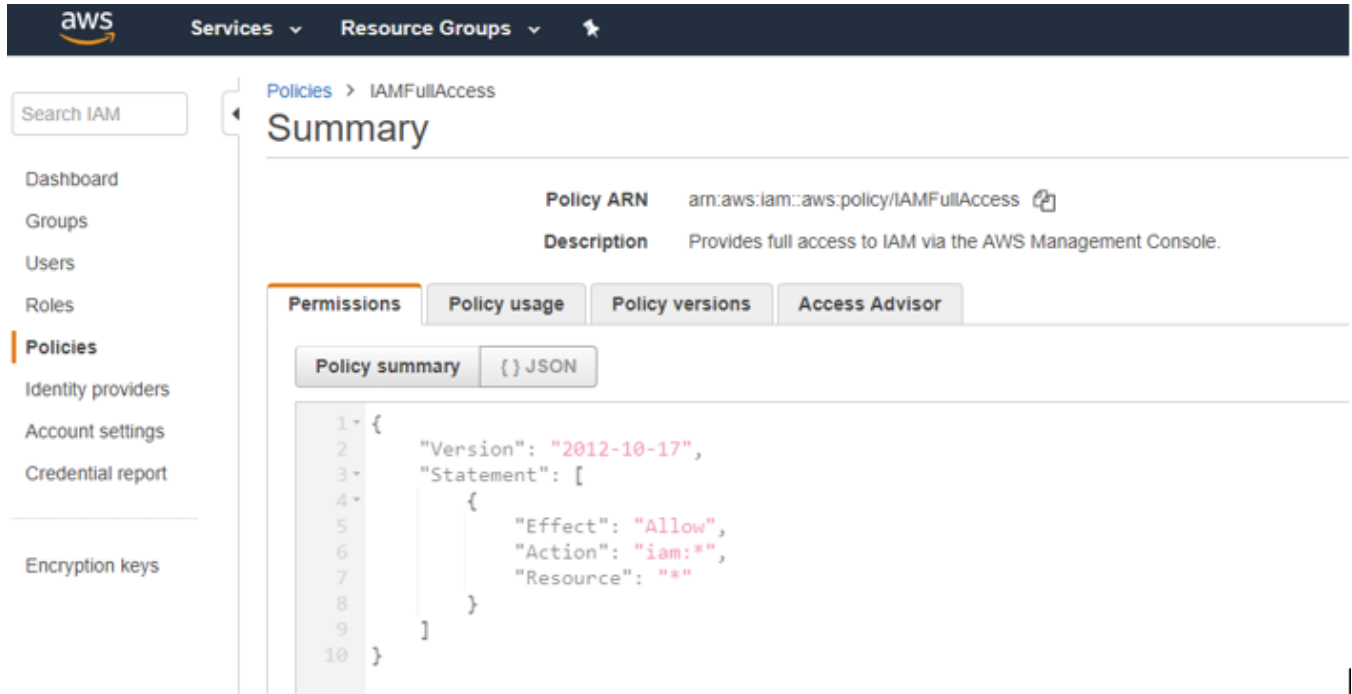 aws Services Resource Groups
Search IAM
Dashboard
Groups
Users
Roles
Policies
Identity providers
Account settings
Credential report
Encryption keys
Policies > IAMFullAccess
Summary
Policy ARN arn:aws:iam::aws:policy/IAMFullAccess
Description Provides full access to IAM via the AWS Management Console.
Permissions Policy usage Policy versions Access Advisor
Policy summary { } JSON
1 {
2 "Version": "2012-10-17",
3 "Statement": [
4 {
5 "Effect": "Allow",
6 "Action": "iam:*",
7 "Resource": "*"
8 }
9 ]
10 }